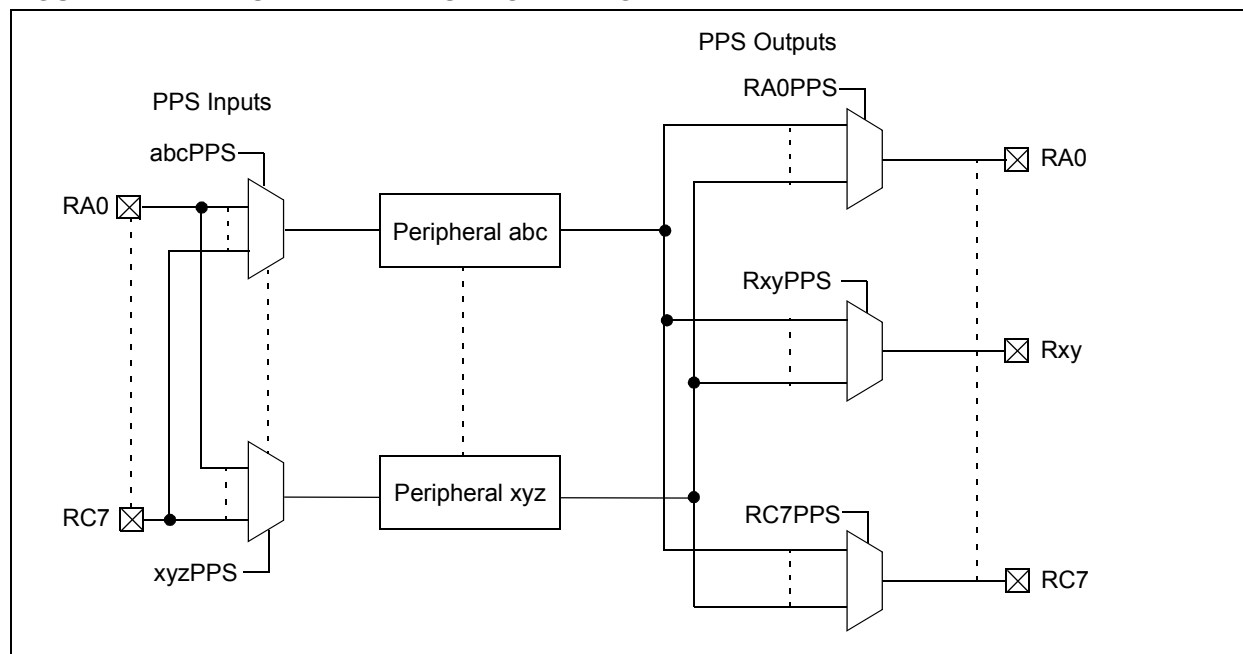 PPS Outputs
RA0PPS
PPS Inputs
abcPPS
RA0
RA0
Peripheral abc
RxyPPS
Rxy
Peripheral xyz
RC7
RC7PPS
xyzPPS
RC7